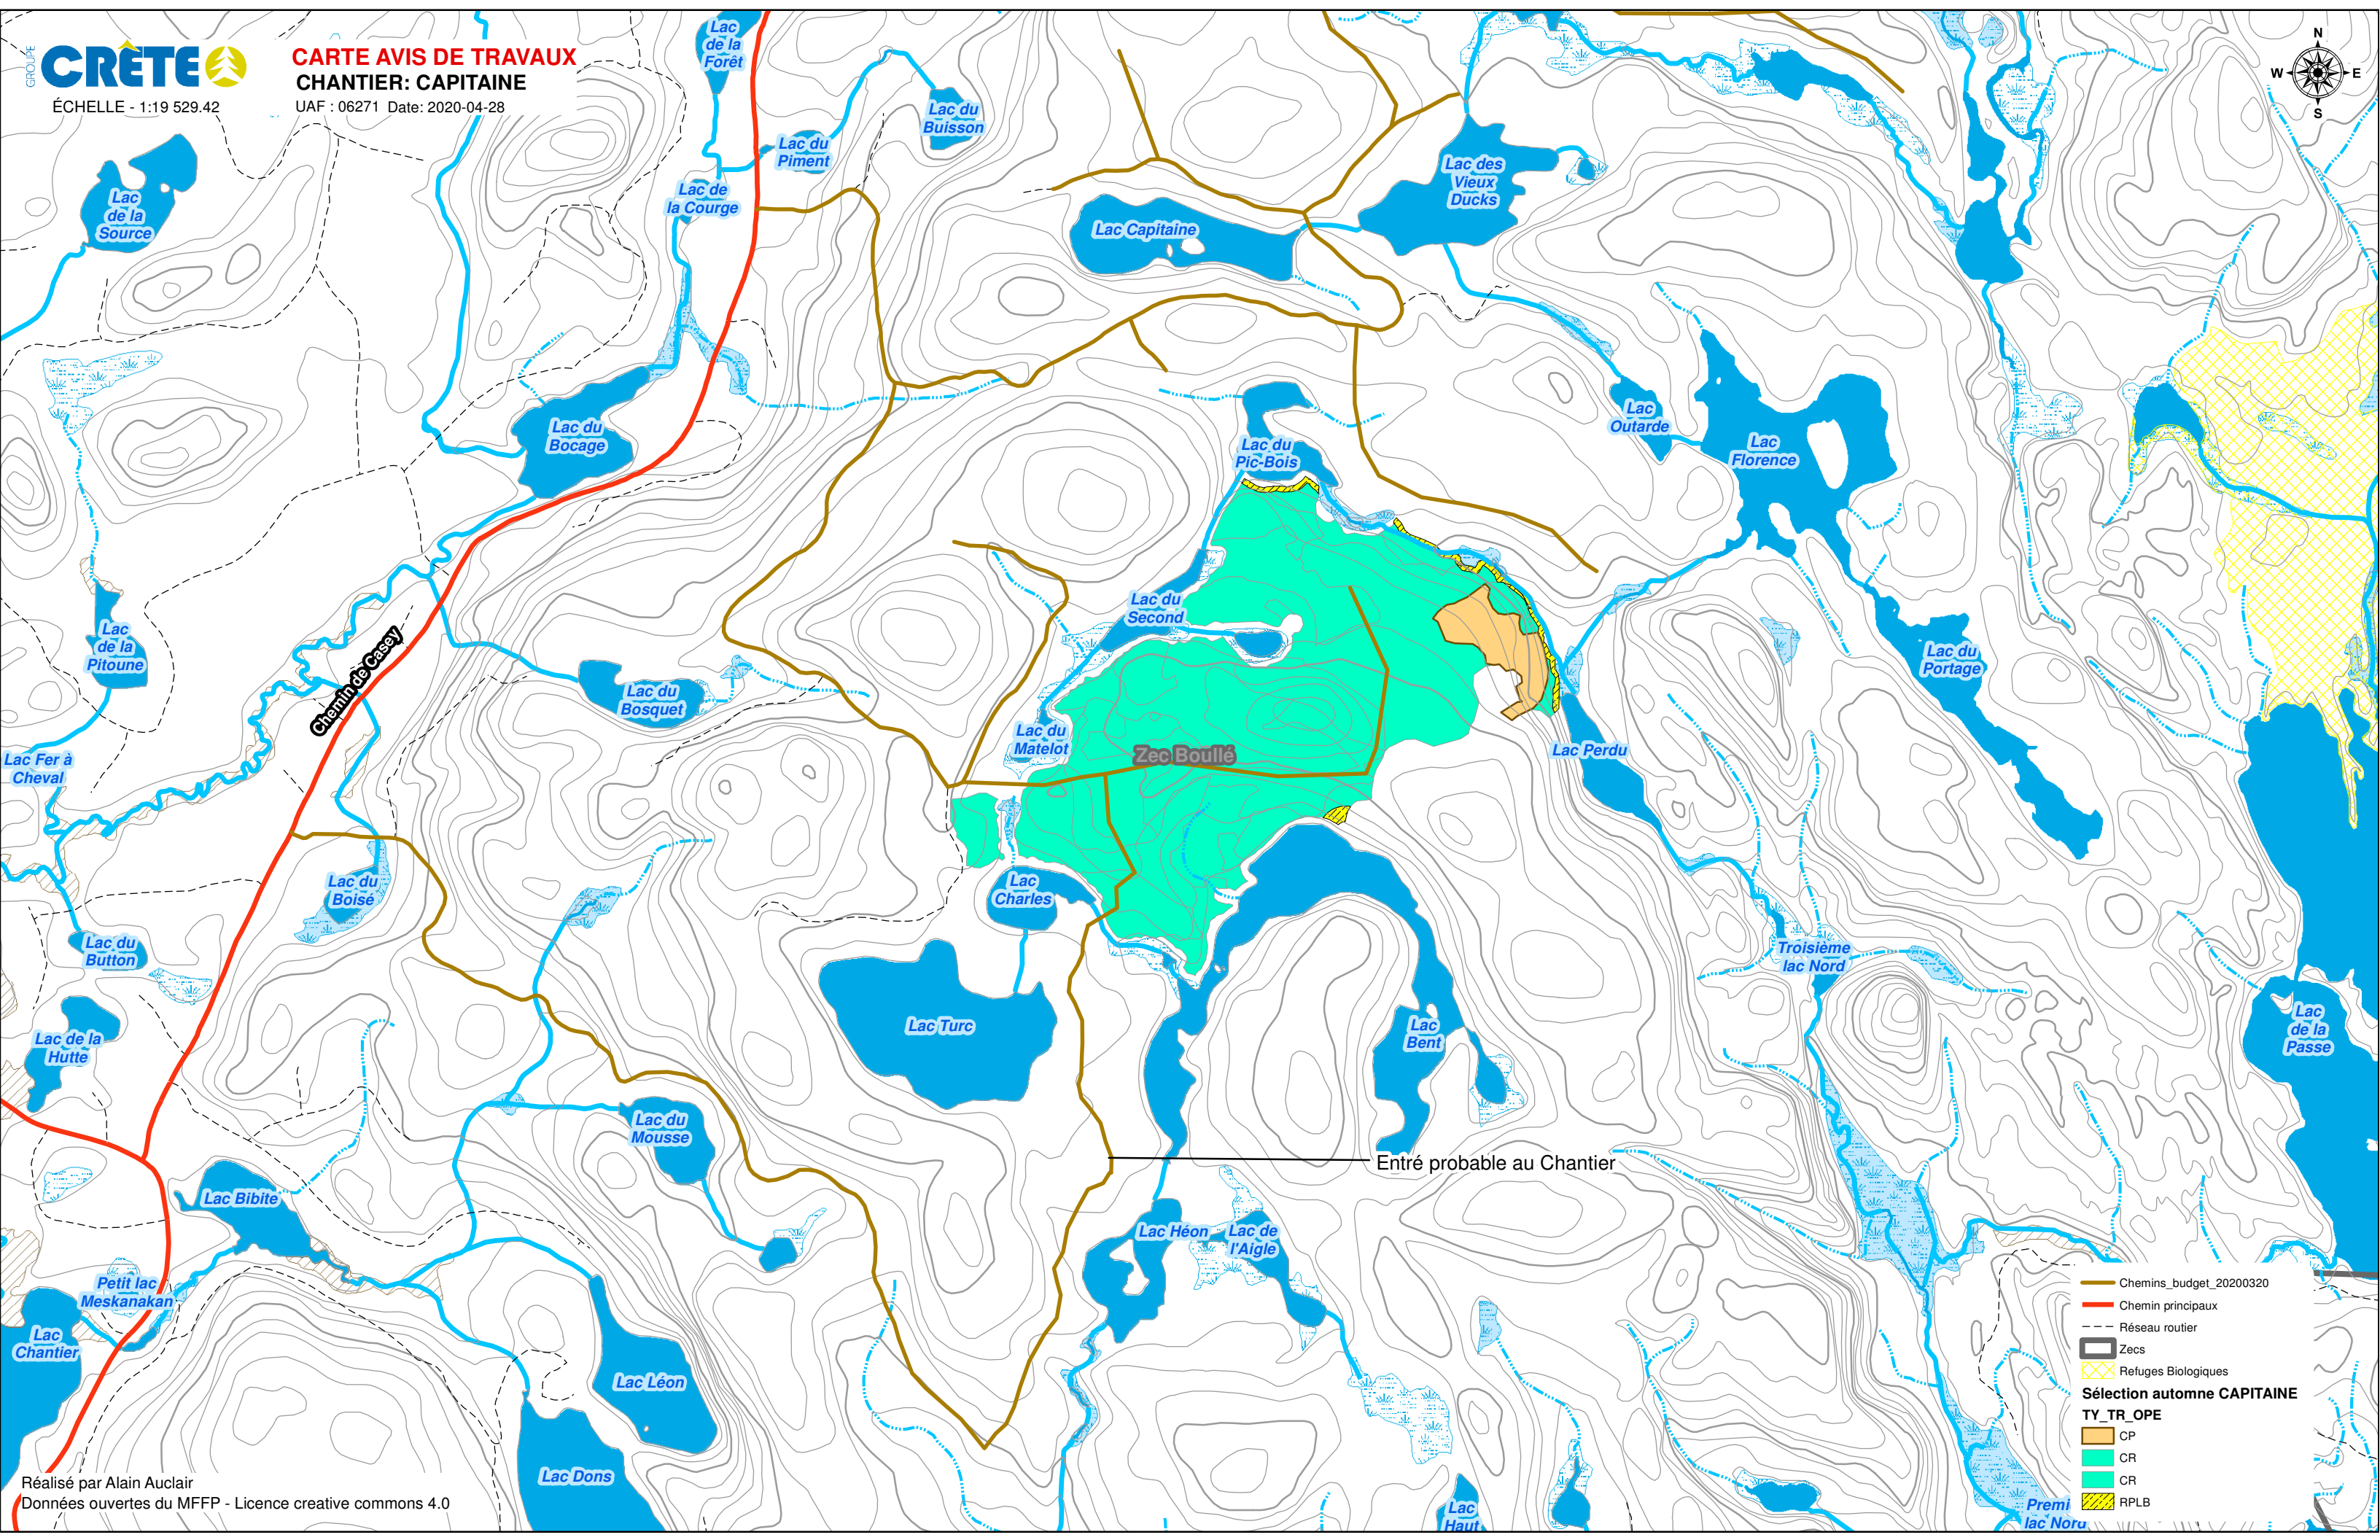 GROUPE
CRÊTE
ÉCHELLE - 1:19 529.42
CARTE AVIS DE TRAVAUX
CHANTIER: CAPITAINE
UAF : 06271 Date: 2020-04-28
N
W
E
S
Lac
de la
Forêt
Lac du
Buisson
Lac du
Piment
Lac de
la Courge
Lac
de la
Source
Lac Capitaine
Lac des
Vieux
Ducks
Lac du
Bocage
Lac du
Pic-Bois
Lac
Outarde
Lac
Florence
Lac
de la
Pitoune
Chemin de Casey
Lac du
Second
Lac du
Bosquet
Lac du
Matelot
Zec Boullé
Lac Perdu
Lac du
Portage
Lac Fer à
Cheval
Lac du
Boisé
Lac
Charles
Lac du
Button
Troisième
lac Nord
Lac de la
Hutte
Lac Turc
Lac
Bent
Lac
de la
Passe
Lac du
Mousse
Entré probable au Chantier
Lac Bibite
Lac Héon
Lac de
l'Aigle
Petit lac
Meskanakan
Lac
Chantier
Lac Léon
Lac Dons
Lac
Haut
Premi
lac Nord
Chemins_budget_20200320
Chemin principaux
Réseau routier
Zecs
Refuges Biologiques
Sélection automne CAPITAINE
TY_TR_OPE
CP
CR
CR
RPLB
Réalisé par Alain Auclair
Données ouvertes du MFFP - Licence creative commons 4.0